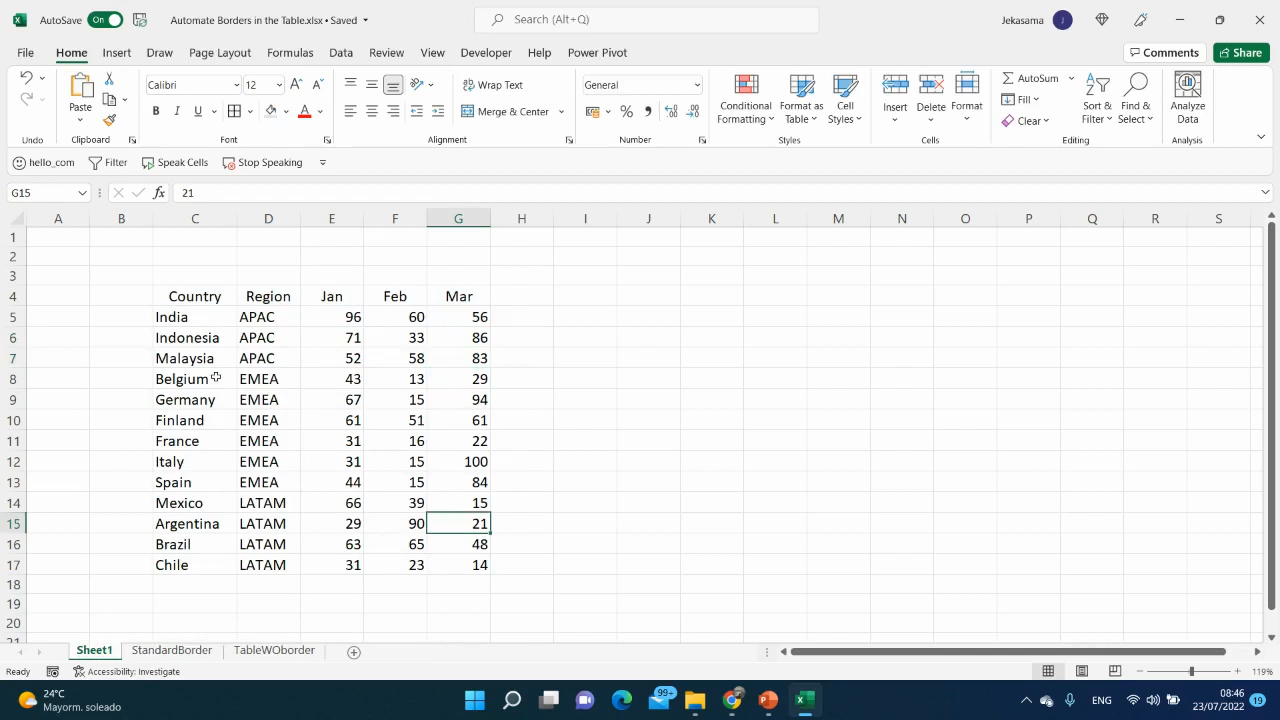 AutoSave On Automate Borders in the Table.xlsx • Saved Search (Alt+Q) Jekasama J
File Home Insert Draw Page Layout Formulas Data Review View Developer Help Power Pivot Comments Share
Calibri 12 Wrap Text General AutoSum
Paste B I U A Merge & Center % Conditional Formatting Format as Table Cell Styles Insert Delete Format Fill Clear Sort & Filter Find & Select Analyze Data
Undo Clipboard Font Alignment Number Styles Cells Editing Analysis
hello_com Filter Speak Cells Stop Speaking
G15 fx 21
A B C D E F G H I J K L M N O P Q R S
1
2
3
4 Country Region Jan Feb Mar
5 India APAC 96 60 56
6 Indonesia APAC 71 33 86
7 Malaysia APAC 52 58 83
8 Belgium EMEA 43 13 29
9 Germany EMEA 67 15 94
10 Finland EMEA 61 51 61
11 France EMEA 31 16 22
12 Italy EMEA 31 15 100
13 Spain EMEA 44 15 84
14 Mexico LATAM 66 39 15
15 Argentina LATAM 29 90 21
16 Brazil LATAM 63 65 48
17 Chile LATAM 31 23 14
18
19
20
21
Sheet1 StandardBorder TableWOborder
Ready Accessibility: Investigate 119%
24°C 99+ ENG 08:46
Mayorm. soleado 23/07/2022 19